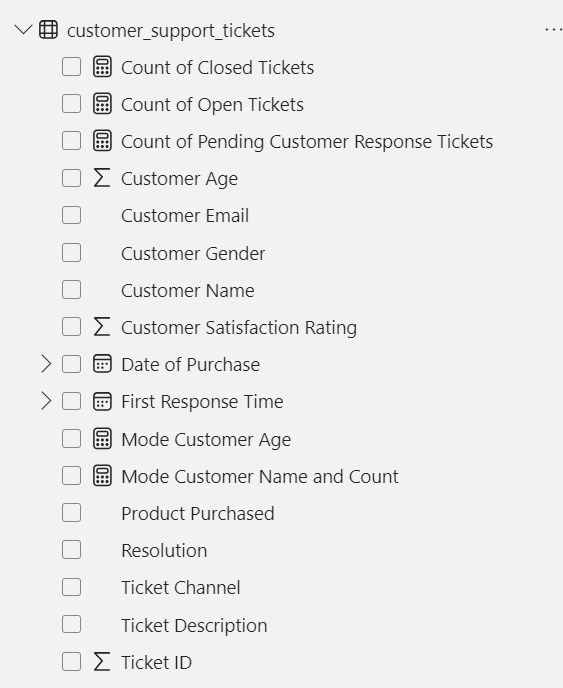 customer_support_tickets
Count of Closed Tickets
Count of Open Tickets
Count of Pending Customer Response Tickets
Customer Age
Customer Email
Customer Gender
Customer Name
Customer Satisfaction Rating
Date of Purchase
First Response Time
Mode Customer Age
Mode Customer Name and Count
Product Purchased
Resolution
Ticket Channel
Ticket Description
Ticket ID